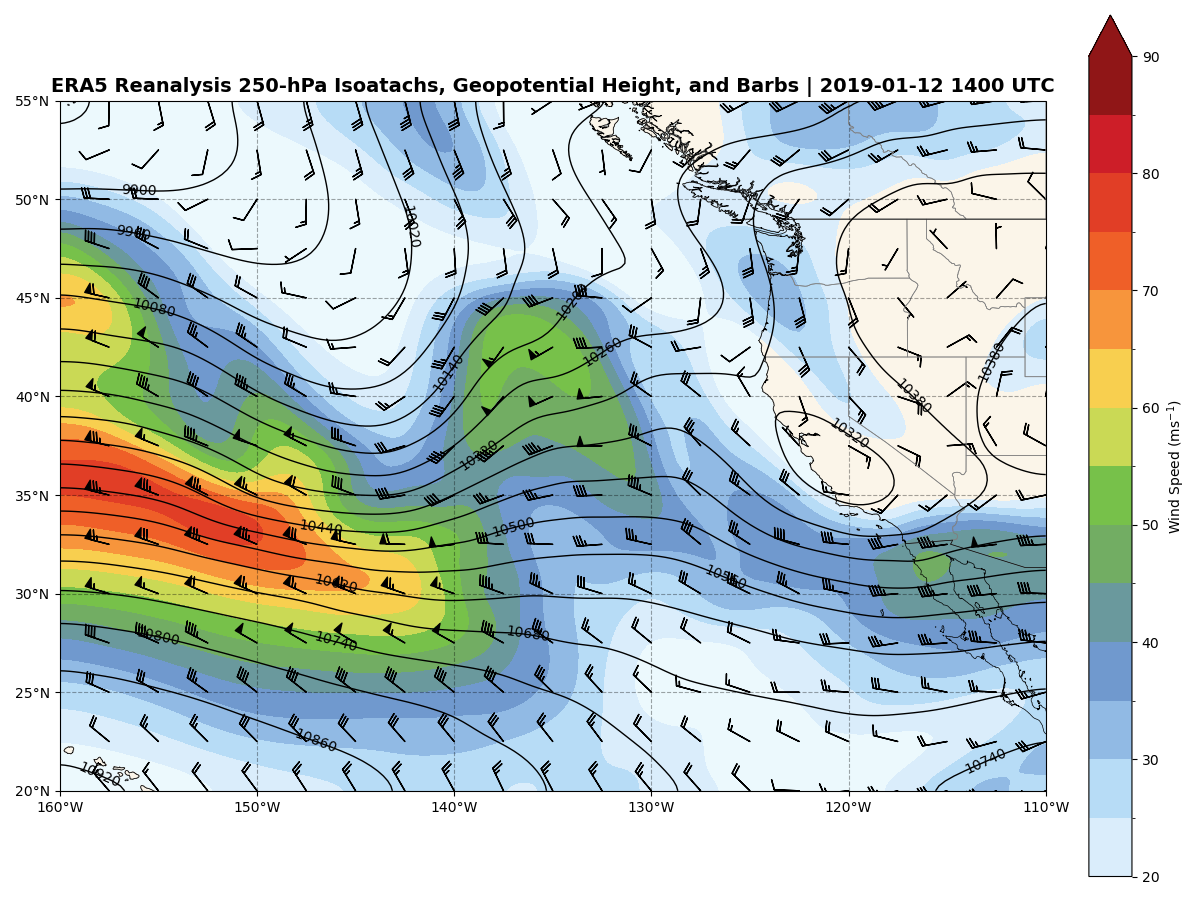 ERA5 Reanalysis 250-hPa Isoatachs, Geopotential Height, and Barbs | 2019-01-12 1400 UTC
55°N
50°N
45°N
40°N
35°N
30°N
25°N
20°N
160°W
150°W
140°W
130°W
120°W
110°W
9900
9960
10020
10080
10140
10200
10260
10320
10380
10380
10320
10440
10500
10560
10620
10680
10740
10800
10860
10920
10740
90
80
70
60
50
40
30
20
Wind Speed (ms⁻¹)